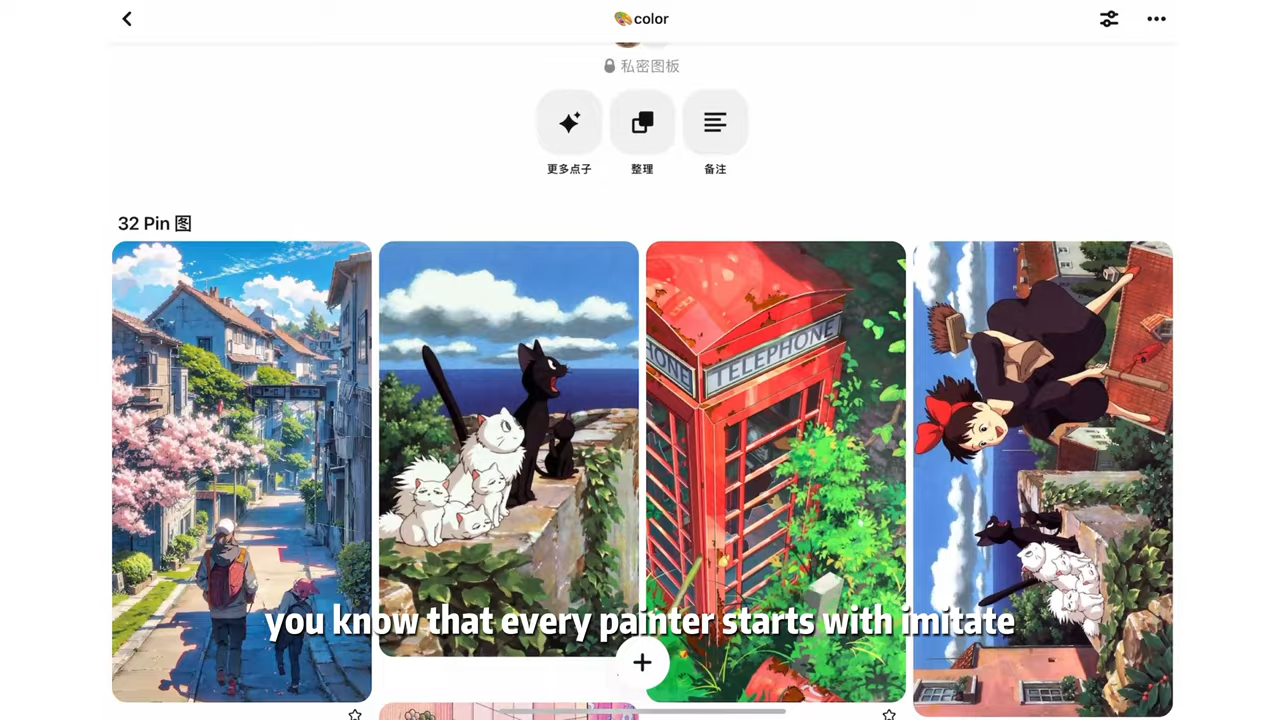 color
私密图板
更多点子
整理
备注
32 Pin 图
TELEPHONE
you know that every painter starts with imitate